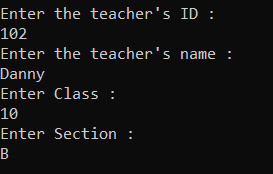 Enter the teacher's ID :
102
Enter the teacher's name :
Danny
Enter Class :
10
Enter Section :
B